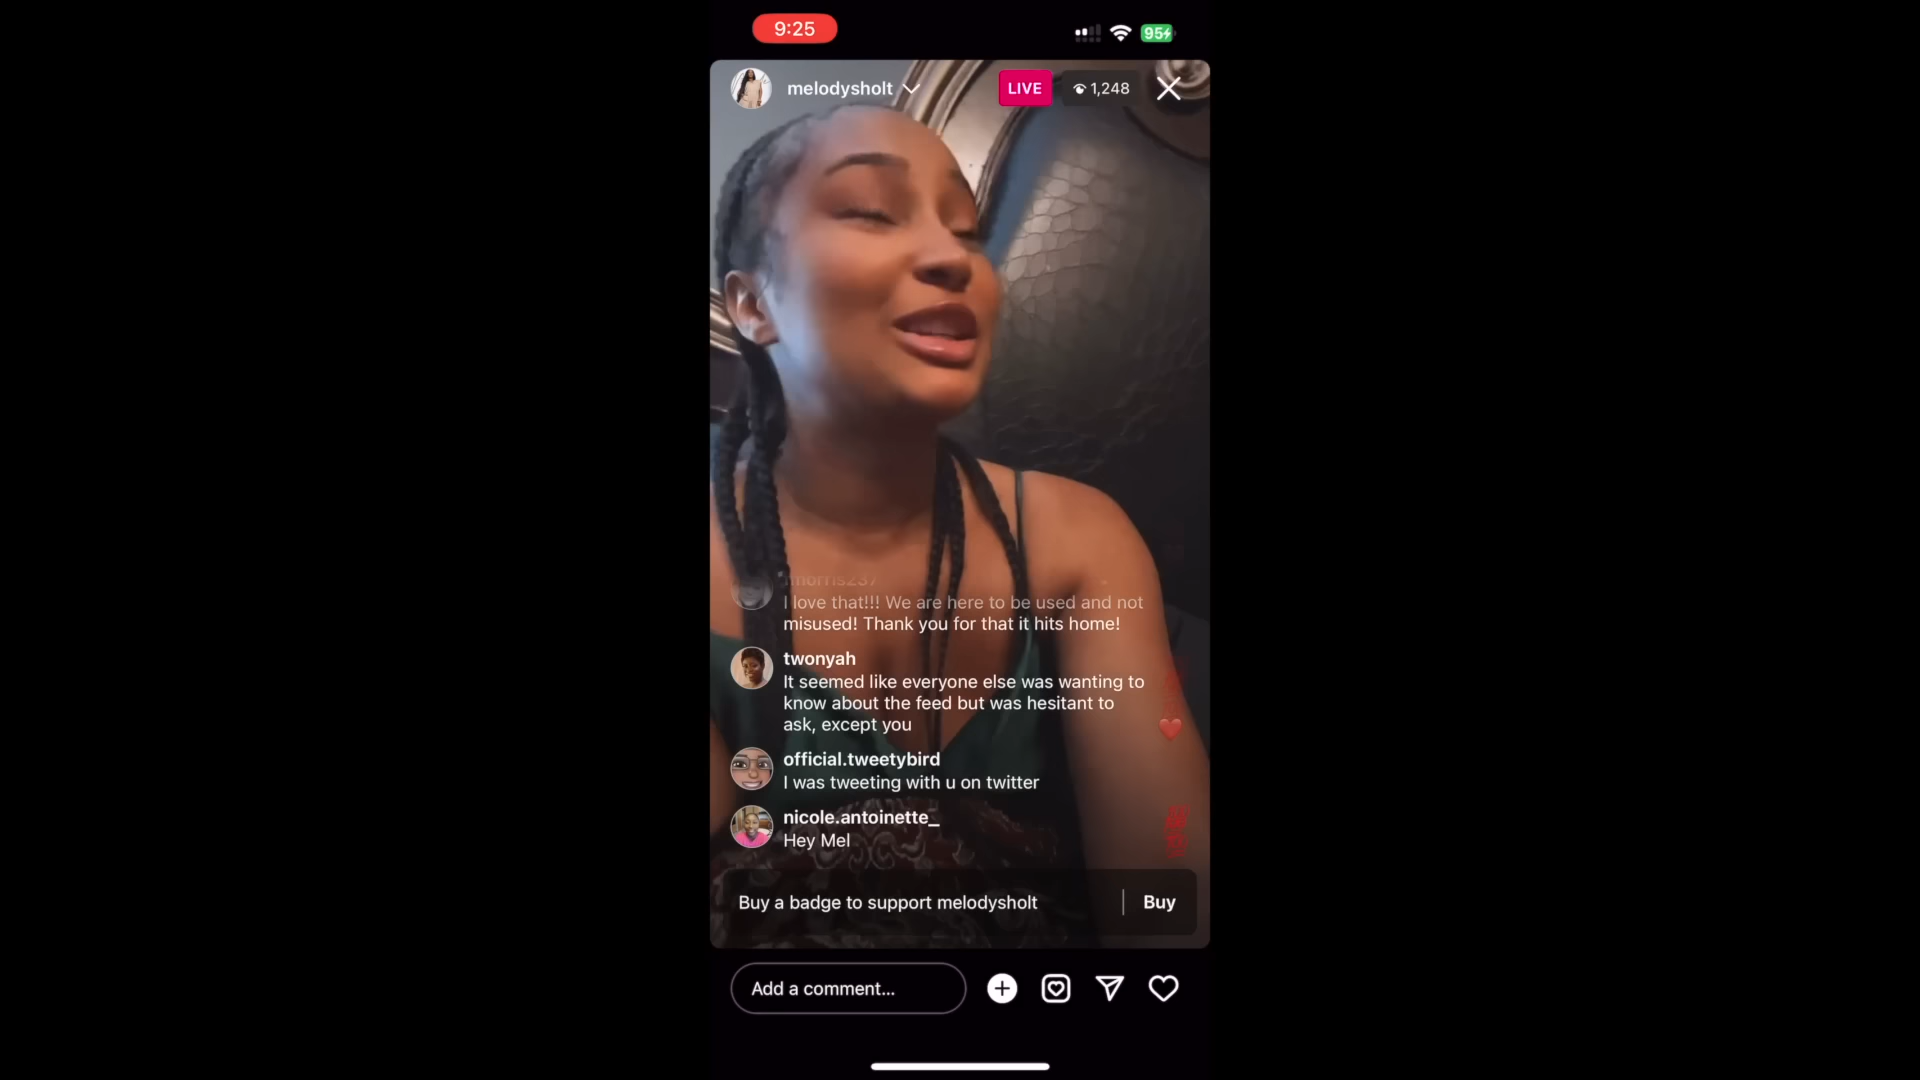 9:25
95
melodysholt
LIVE
1,248
I love that!!! We are here to be used and not
misused! Thank you for that it hits home!
twonyah
It seemed like everyone else was wanting to
know about the feed but was hesitant to
ask, except you
official.tweetybird
I was tweeting with u on twitter
nicole.antoinette_
Hey Mel
Buy a badge to support melodysholt
Buy
Add a comment...